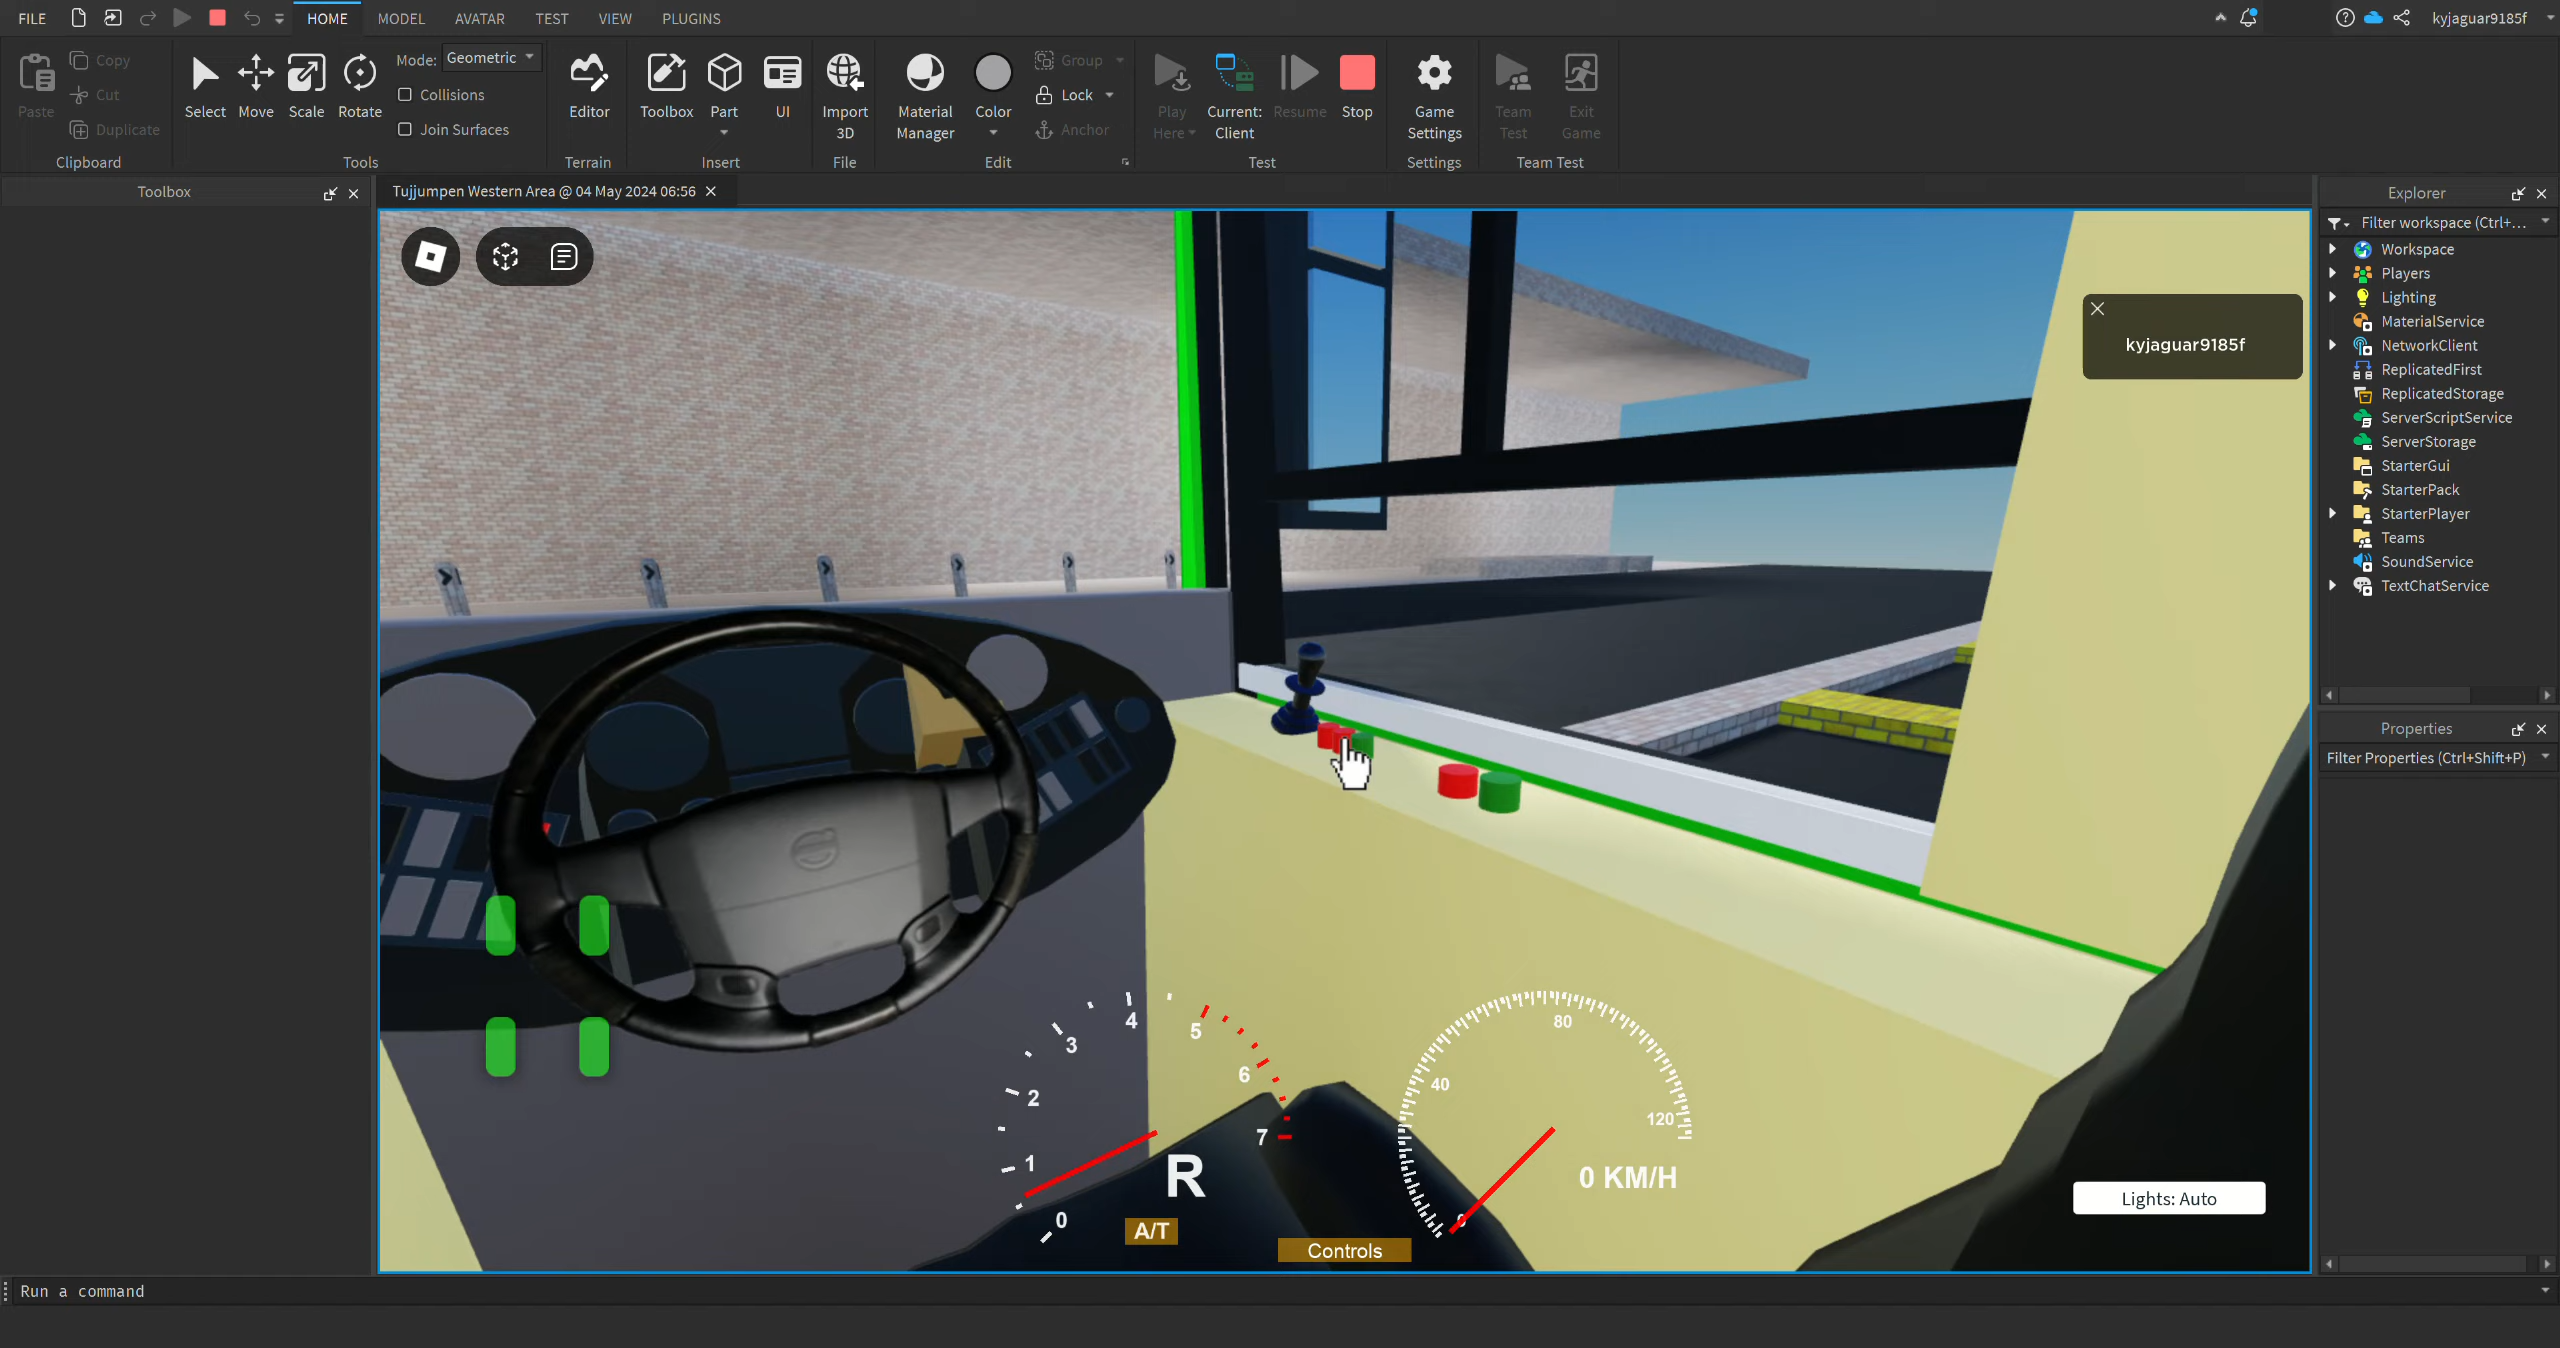 FILE HOME MODEL AVATAR TEST VIEW PLUGINS kyjaguar9185f
Paste Copy Cut Duplicate
Clipboard
Select Move Scale Rotate
Mode: Geometric
Collisions
Join Surfaces
Tools
Editor
Terrain
Toolbox Part UI
Insert
Import
3D
File
Material
Manager
Color
Group
Lock
Anchor
Edit
Play
Here
Current:
Client
Resume Stop
Test
Game
Settings
Settings
Team
Test
Exit
Game
Team Test
Toolbox
Tujjumpen Western Area @ 04 May 2024 06:56
kyjaguar9185f
0
1
2
3
4
5
6
7
R
A/T
Controls
0
40
80
120
0 KM/H
Lights: Auto
Explorer
Filter workspace (Ctrl+...
Workspace
Players
Lighting
MaterialService
NetworkClient
ReplicatedFirst
ReplicatedStorage
ServerScriptService
ServerStorage
StarterGui
StarterPack
StarterPlayer
Teams
SoundService
TextChatService
Properties
Filter Properties (Ctrl+Shift+P)
Run a command